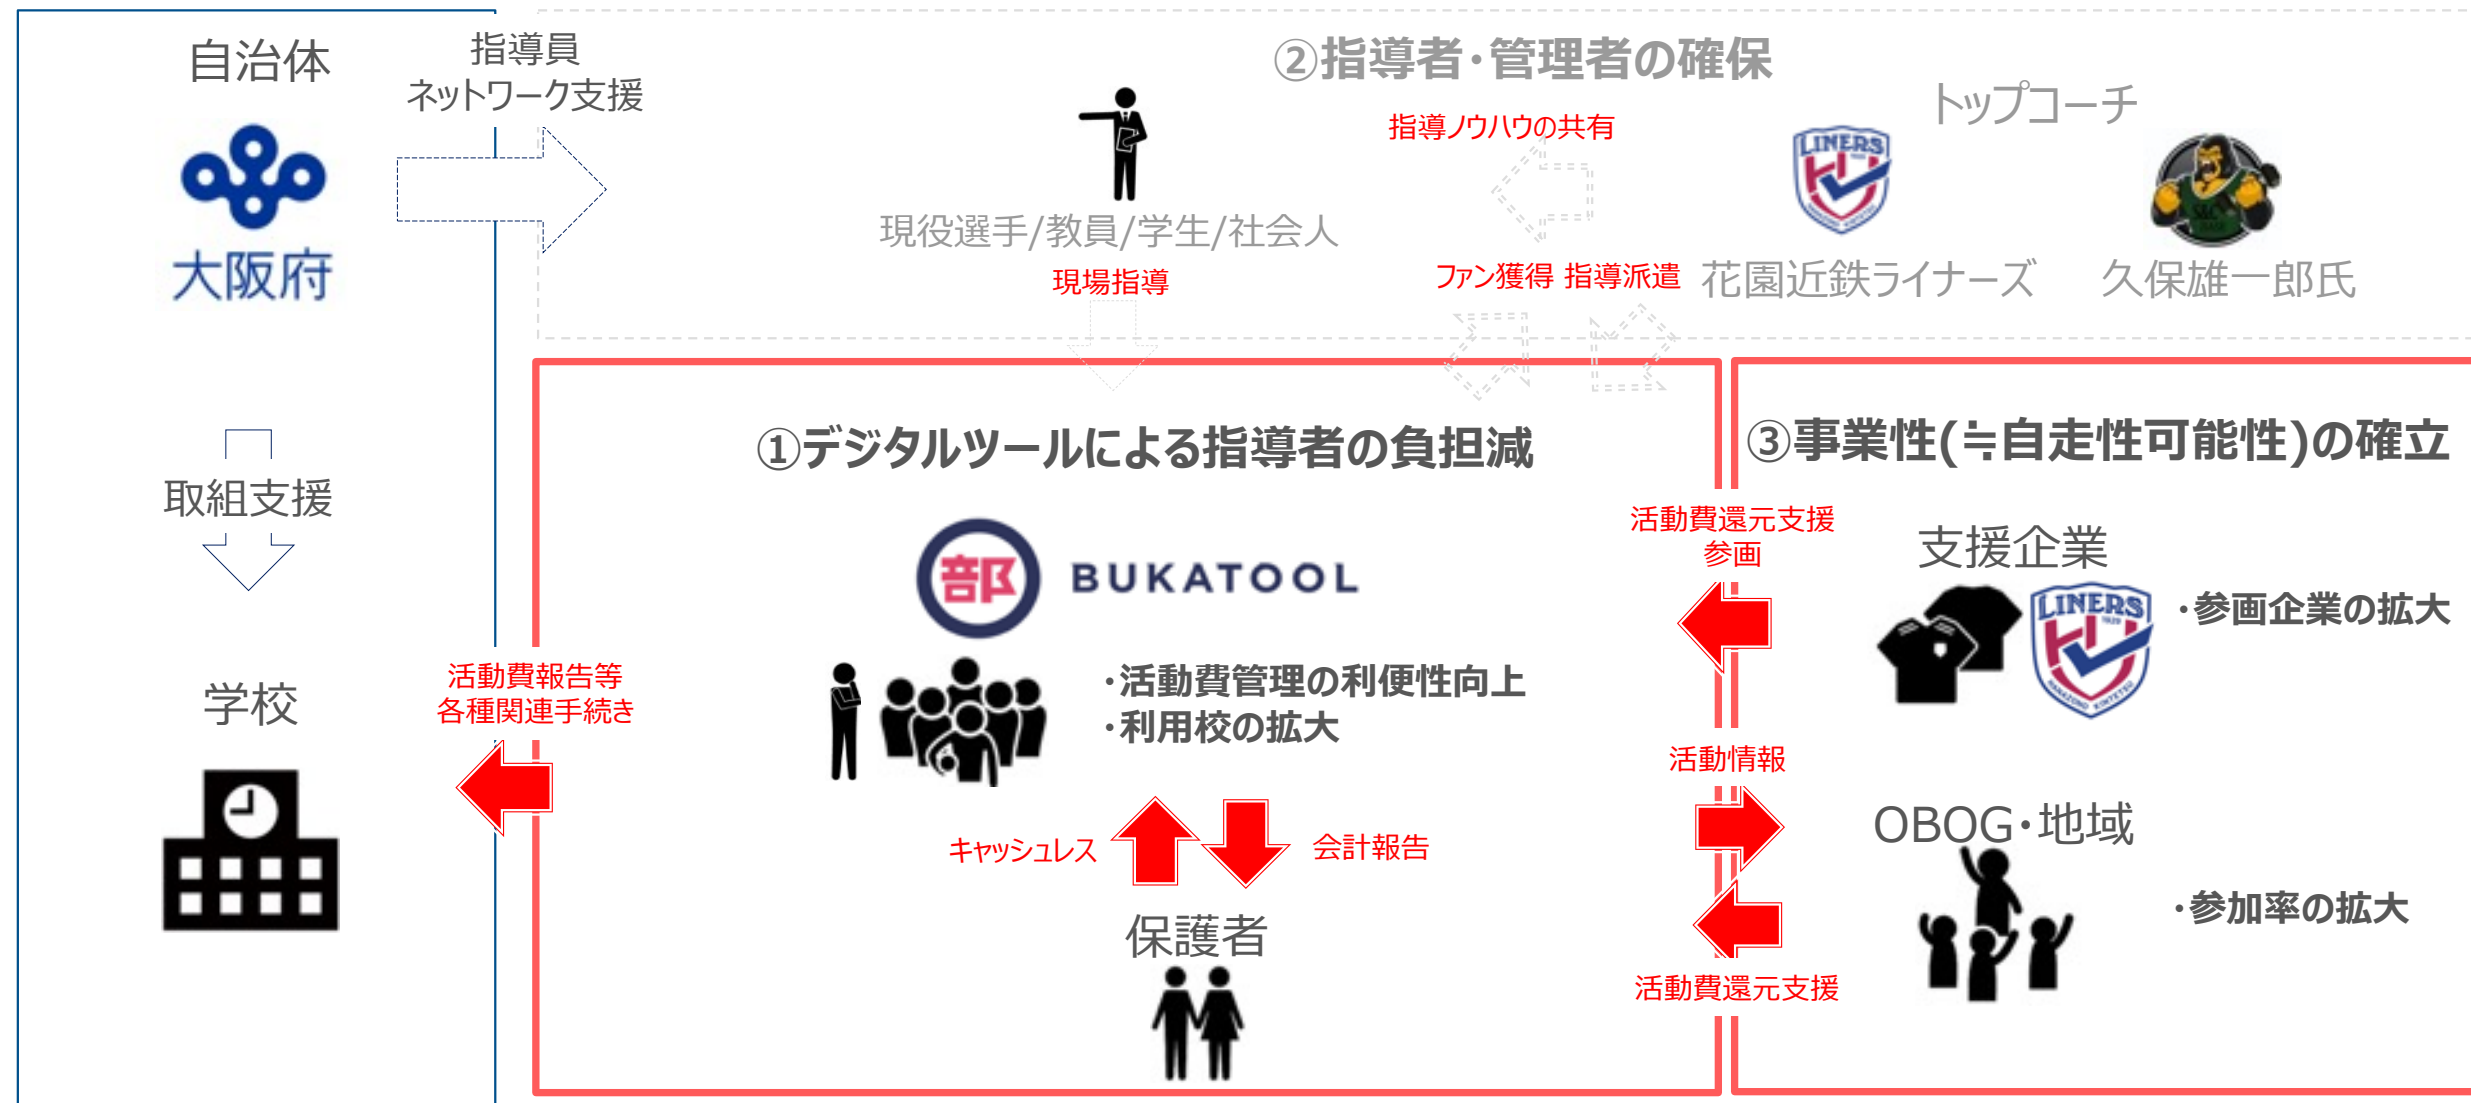 自治体
大阪府
指導員
ネットワーク支援
取組支援
学校
②指導者・管理者の確保
現役選手/教員/学生/社会人
現場指導
指導ノウハウの共有
ファン獲得 指導派遣
トップコーチ
LINERS
花園近鉄ライナーズ
久保雄一郎氏
①デジタルツールによる指導者の負担減
部 BUKATOOL
・活動費管理の利便性向上
・利用校の拡大
活動費報告等
各種関連手続き
キャッシュレス
会計報告
保護者
③事業性(≒自走性可能性)の確立
活動費還元支援
参画
支援企業
LINERS
1929
HANAZONO KINTETSU
・参画企業の拡大
活動情報
OBOG・地域
・参加率の拡大
活動費還元支援